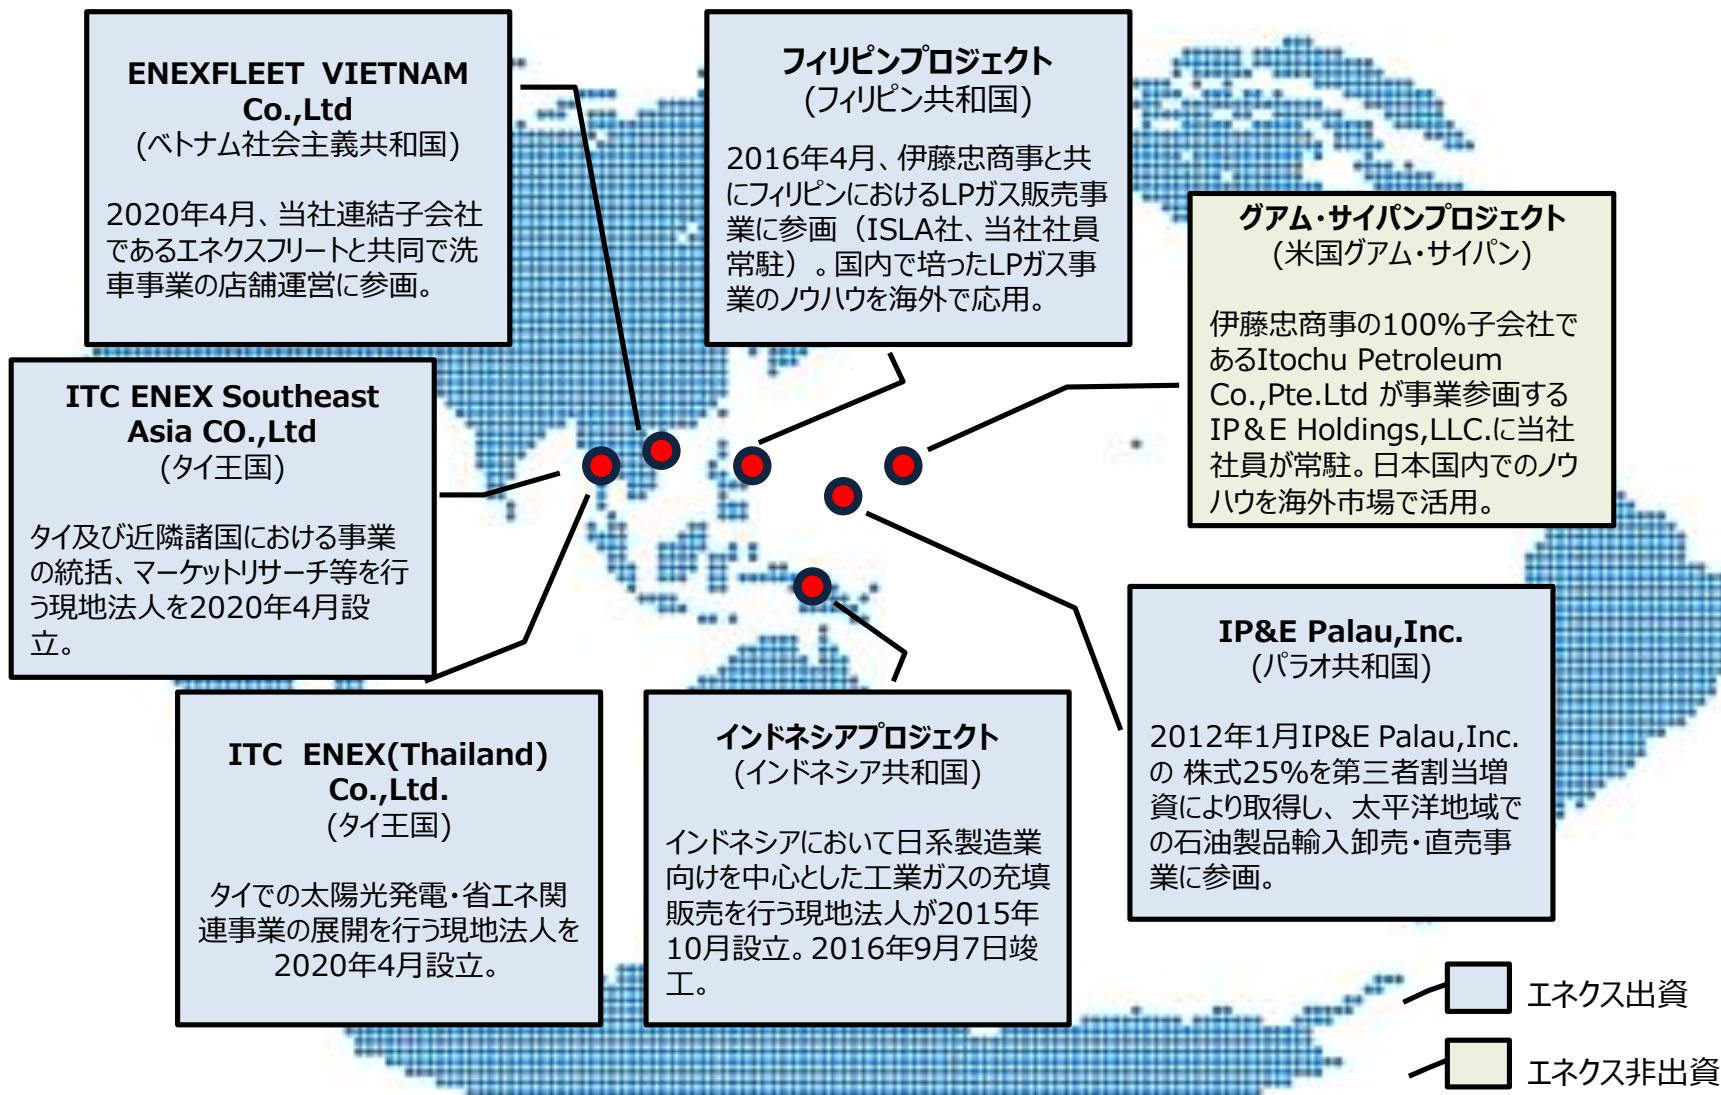 ENEXFLEET VIETNAM
Co.,Ltd
(ベトナム社会主義共和国)
2020年4月、当社連結子会社
であるエネクスフリートと共同で洗
車事業の店舗運営に参画。
フィリピンプロジェクト
(フィリピン共和国)
2016年4月、伊藤忠商事と共
にフィリピンにおけるLPガス販売事
業に参画（ISLA社、当社社員
常駐）。国内で培ったLPガス事
業のノウハウを海外で応用。
グアム・サイパンプロジェクト
(米国グアム・サイパン)
伊藤忠商事の100%子会社で
あるItochu Petroleum
Co.,Pte.Ltd が事業参画する
IP＆E Holdings,LLC.に当社
社員が常駐。日本国内でのノウ
ハウを海外市場で活用。
ITC ENEX Southeast
Asia CO.,Ltd
(タイ王国)
タイ及び近隣諸国における事業
の統括、マーケットリサーチ等を行
う現地法人を2020年4月設
立。
ITC ENEX(Thailand)
Co.,Ltd.
(タイ王国)
タイでの太陽光発電・省エネ関
連事業の展開を行う現地法人を
2020年4月設立。
インドネシアプロジェクト
(インドネシア共和国)
インドネシアにおいて日系製造業
向けを中心とした工業ガスの充填
販売を行う現地法人が2015年
10月設立。2016年9月7日竣
工。
IP&E Palau,Inc.
(パラオ共和国)
2012年1月IP&E Palau,Inc.
の 株式25%を第三者割当増
資により取得し、太平洋地域で
の石油製品輸入卸売・直売事
業に参画。
エネクス出資
エネクス非出資